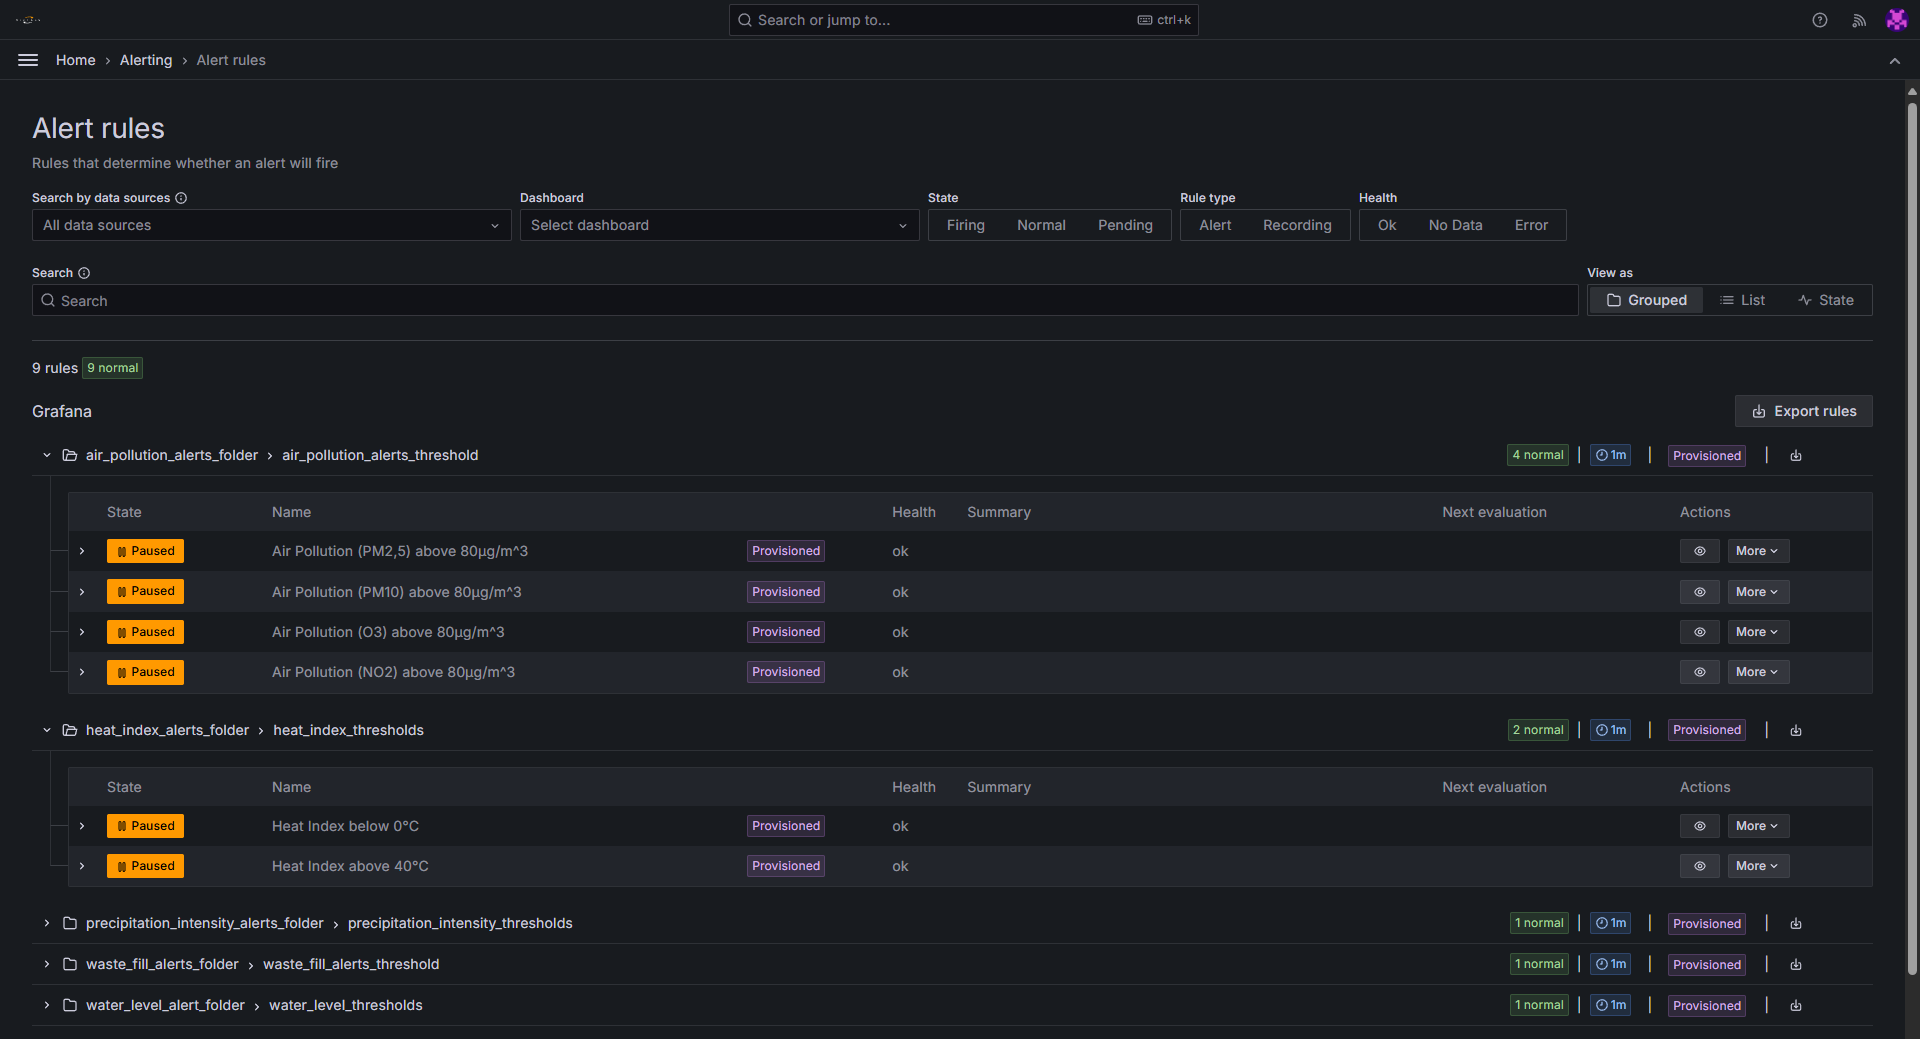 Search or jump to... ctrl+k
Home › Alerting › Alert rules
Alert rules
Rules that determine whether an alert will fire
Search by data sources Dashboard State Rule type Health
All data sources Select dashboard Firing Normal Pending Alert Recording Ok No Data Error
Search View as
Search Grouped List State
9 rules 9 normal
Grafana Export rules
air_pollution_alerts_folder › air_pollution_alerts_threshold 4 normal 1m Provisioned
State Name Health Summary Next evaluation Actions
Paused Air Pollution (PM2,5) above 80µg/m^3 Provisioned ok More
Paused Air Pollution (PM10) above 80µg/m^3 Provisioned ok More
Paused Air Pollution (O3) above 80µg/m^3 Provisioned ok More
Paused Air Pollution (NO2) above 80µg/m^3 Provisioned ok More
heat_index_alerts_folder › heat_index_thresholds 2 normal 1m Provisioned
State Name Health Summary Next evaluation Actions
Paused Heat Index below 0°C Provisioned ok More
Paused Heat Index above 40°C Provisioned ok More
precipitation_intensity_alerts_folder › precipitation_intensity_thresholds 1 normal 1m Provisioned
waste_fill_alerts_folder › waste_fill_alerts_threshold 1 normal 1m Provisioned
water_level_alert_folder › water_level_thresholds 1 normal 1m Provisioned